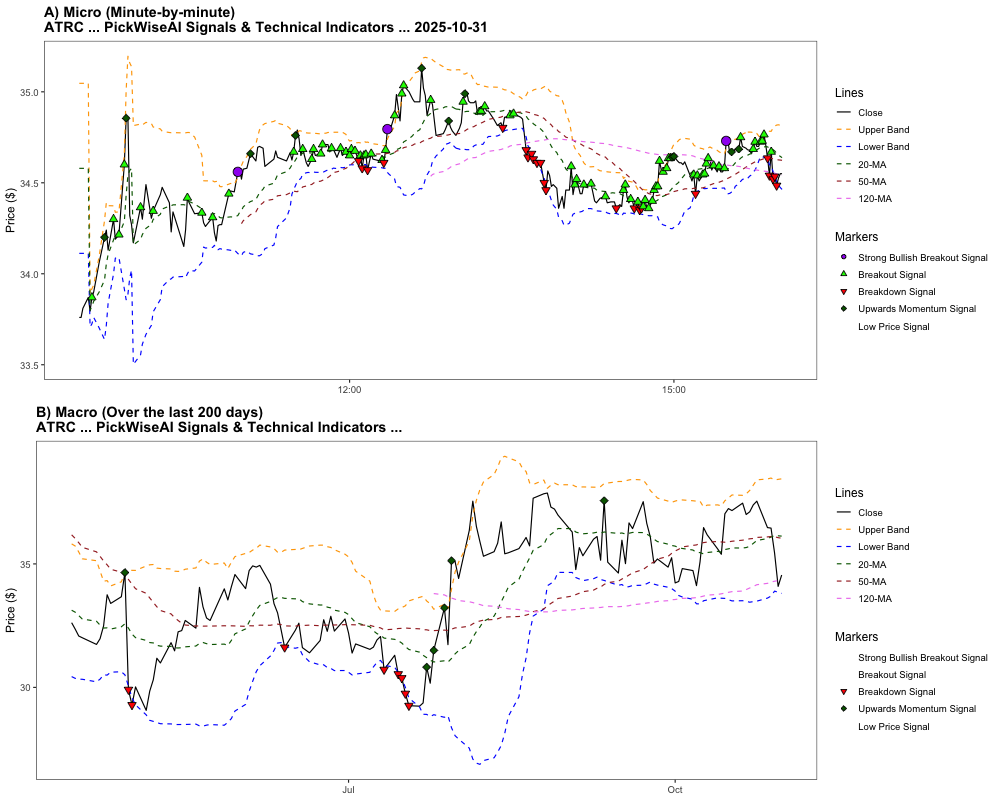 A) Micro (Minute-by-minute)
ATRC ... PickWiseAI Signals & Technical Indicators ... 2025-10-31
Price ($)
35.0
34.5
34.0
33.5
12:00
15:00
Lines
Close
Upper Band
Lower Band
20-MA
50-MA
120-MA
Markers
Strong Bullish Breakout Signal
Breakout Signal
Breakdown Signal
Upwards Momentum Signal
Low Price Signal
B) Macro (Over the last 200 days)
ATRC ... PickWiseAI Signals & Technical Indicators ...
Price ($)
35
30
Jul
Oct
Lines
Close
Upper Band
Lower Band
20-MA
50-MA
120-MA
Markers
Strong Bullish Breakout Signal
Breakout Signal
Breakdown Signal
Upwards Momentum Signal
Low Price Signal